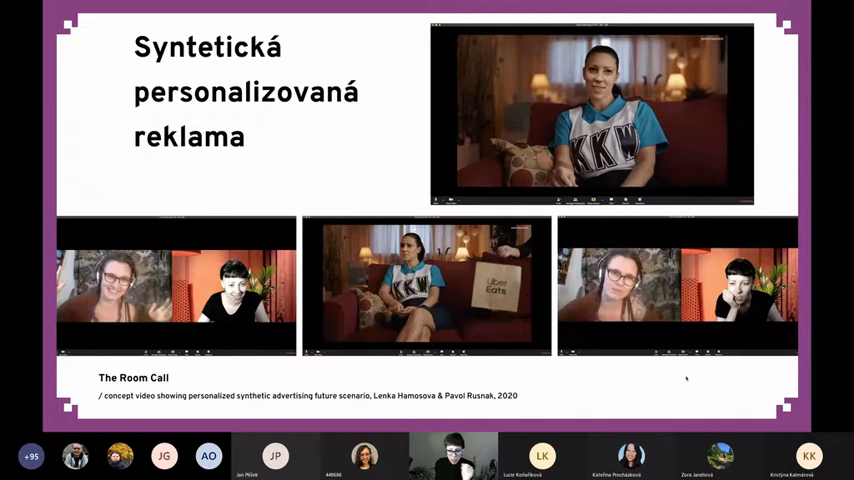 Syntetická
personalizovaná
reklama
KKW
KKW
Uber
Eats
The Room Call
/ concept video showing personalized synthetic advertising future scenario, Lenka Hamosova & Pavol Rusnak, 2020
+95
JG
AO
JP
LK
KK
Jan Plíšek
448686
Lucie Koňaříková
Kateřina Procházková
Zora Jandlová
Kristýna Kalmárová